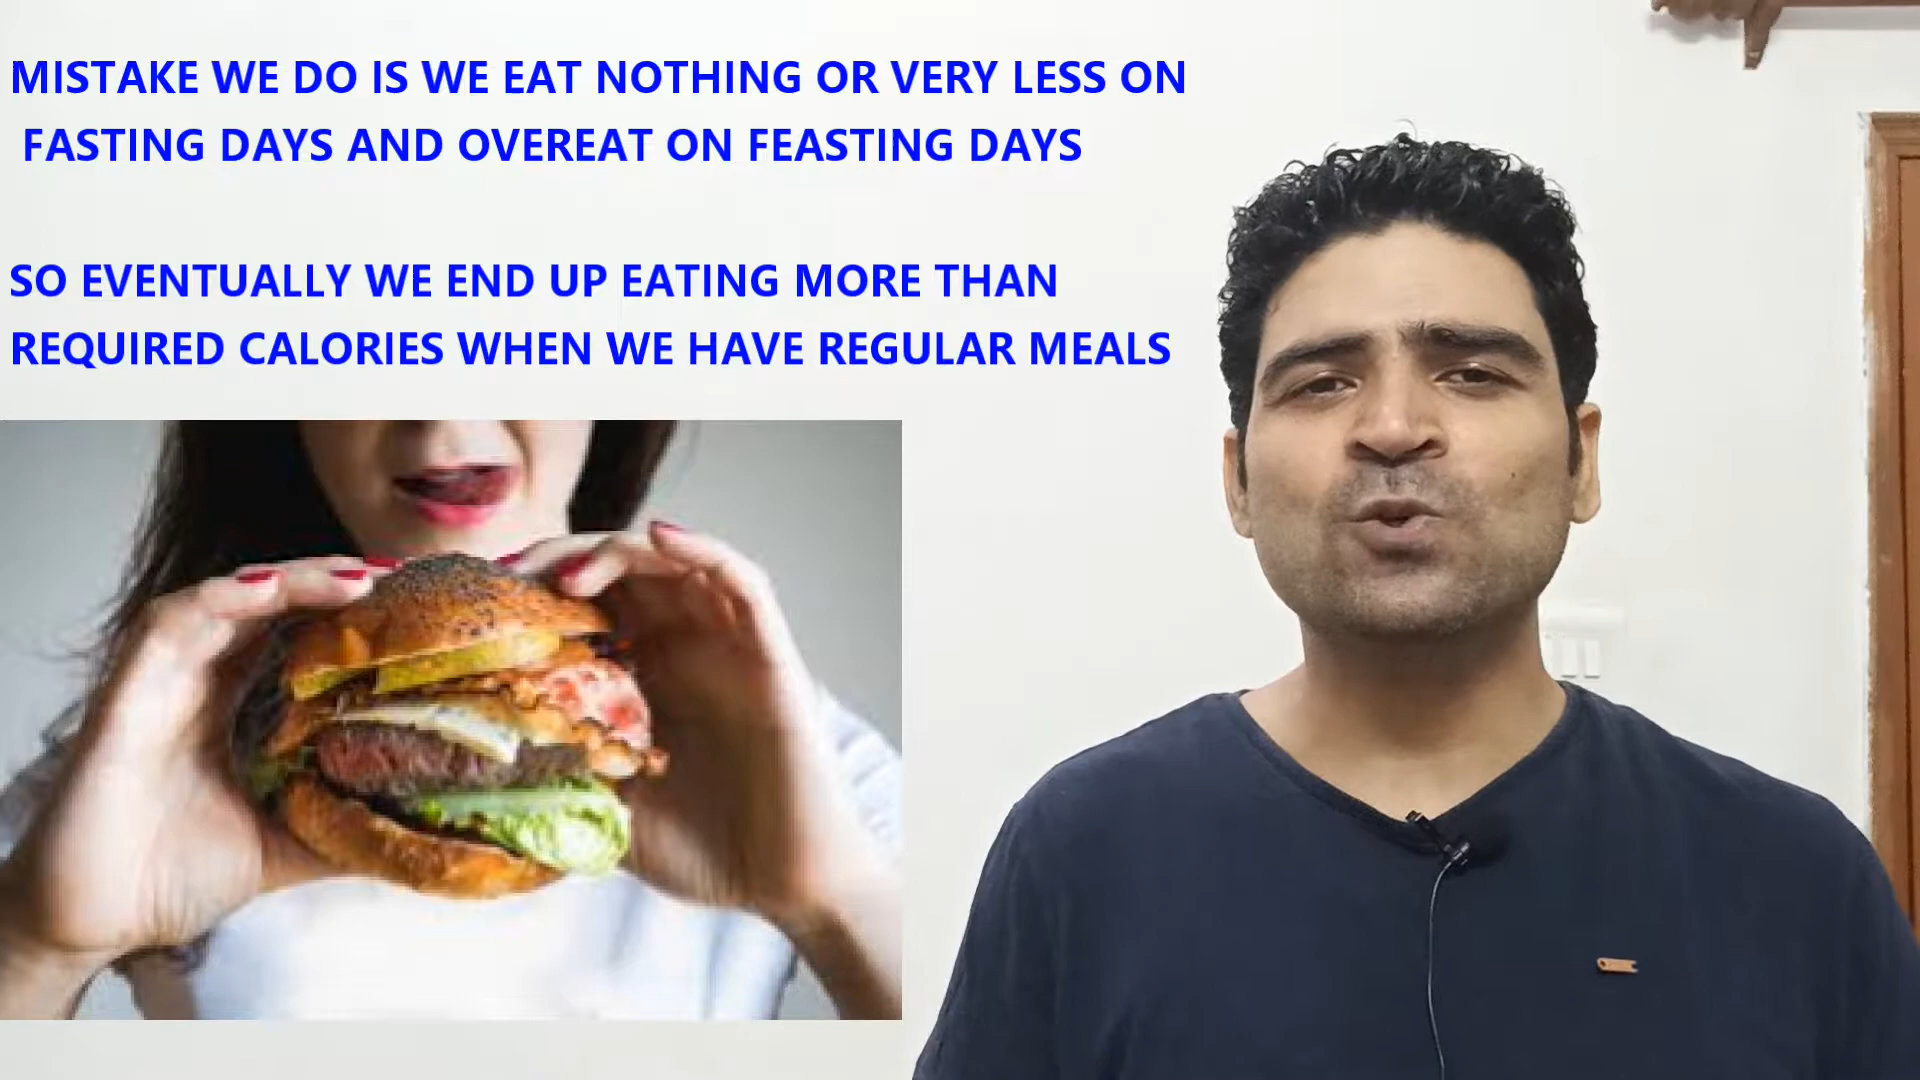 MISTAKE WE DO IS WE EAT NOTHING OR VERY LESS ON
FASTING DAYS AND OVEREAT ON FEASTING DAYS
SO EVENTUALLY WE END UP EATING MORE THAN
REQUIRED CALORIES WHEN WE HAVE REGULAR MEALS